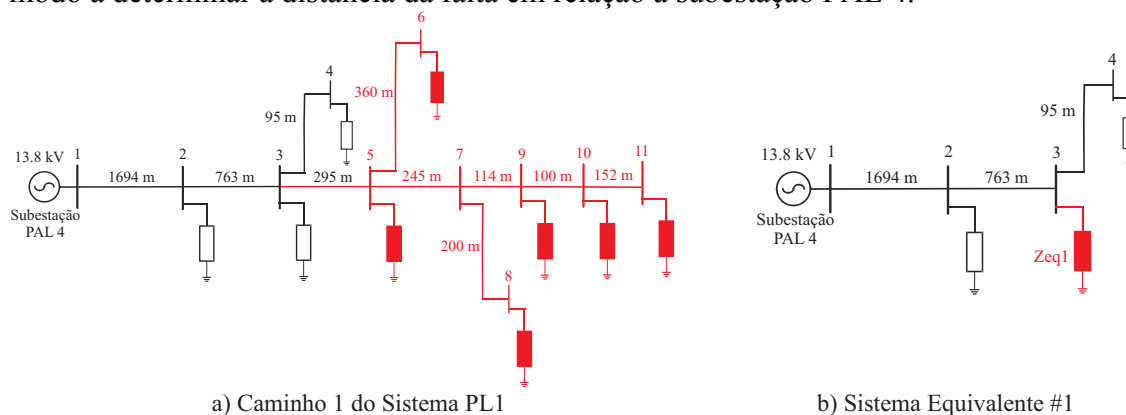 modo a determinar a distância da falta em relação a subestação PAL 4..
6
4
360 m
4
95 m
95 m
13.8 kV
1
2
3
5
7
9
10
11
13.8 kV
1
2
3
1694 m
763 m
295 m
245 m
114 m
100 m
152 m
1694 m
763 m
Subestação
PAL 4
Subestação
PAL 4
200 m
Zeq1
8
a) Caminho 1 do Sistema PL1
b) Sistema Equivalente #1